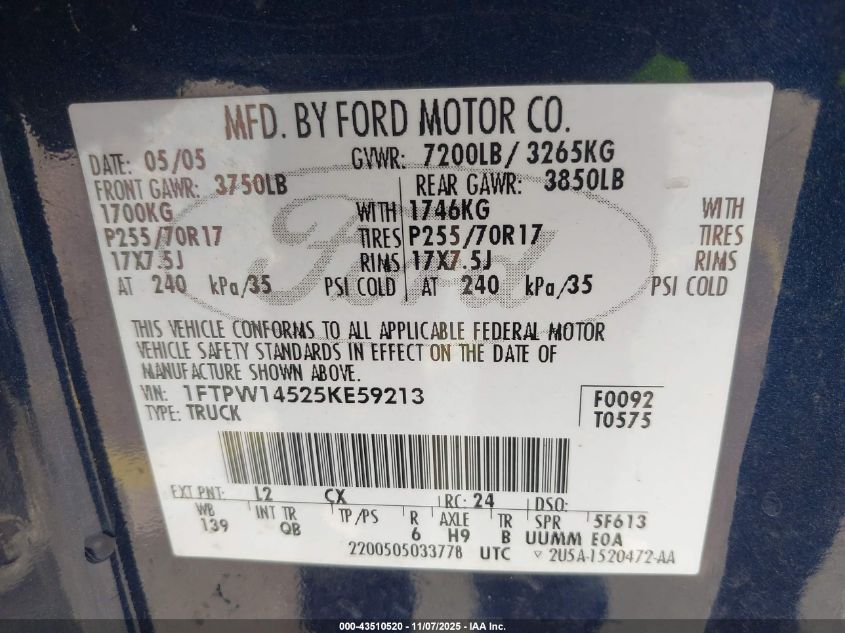 MFD. BY FORD MOTOR CO.
DATE: 05/05 GVWR: 7200LB/ 3265KG
FRONT GAWR: 3750LB REAR GAWR: 3850LB
1700KG WITH 1746KG WITH
P255/70R17 TIRES P255/70R17 TIRES
17X7.5J RIMS 17X7.5J RIMS
AT 240 kPa/35 PSI COLD AT 240 kPa/35 PSI COLD
Ford
THIS VEHICLE CONFORMS TO ALL APPLICABLE FEDERAL MOTOR
VEHICLE SAFETY STANDARDS IN EFFECT ON THE DATE OF
MANUFACTURE SHOWN ABOVE.
VIN: 1FTPW14525KE59213 F0092
TYPE: TRUCK T0575
EXT PNT: L2 CX RC: 24 DSO:
WB INT TR TP/PS R AXLE TR SPR 5F613
139 QB 6 H9 B UUMM E0A
2200505033778 UTC ▽ 2U5A-1520472-AA
000-43510520 | 11/07/2025 - IAA Inc.